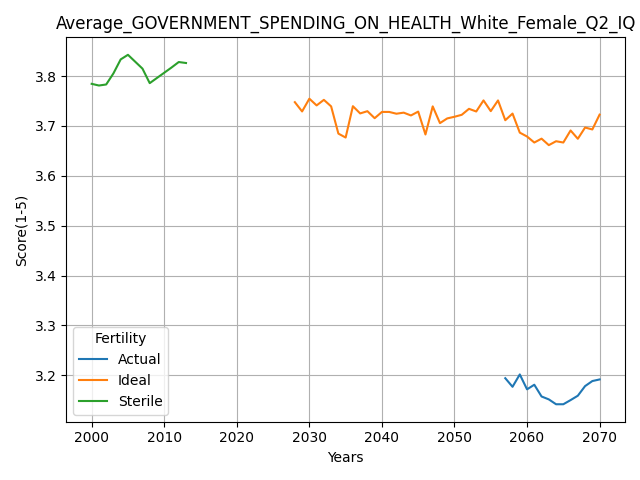 Average_GOVERNMENT_SPENDING_ON_HEALTH_White_Female_Q2_IQ
Score(1-5)
3.8
3.7
3.6
3.5
3.4
3.3
3.2
Fertility
Actual
Ideal
Sterile
2000 2010 2020 2030 2040 2050 2060 2070
Years